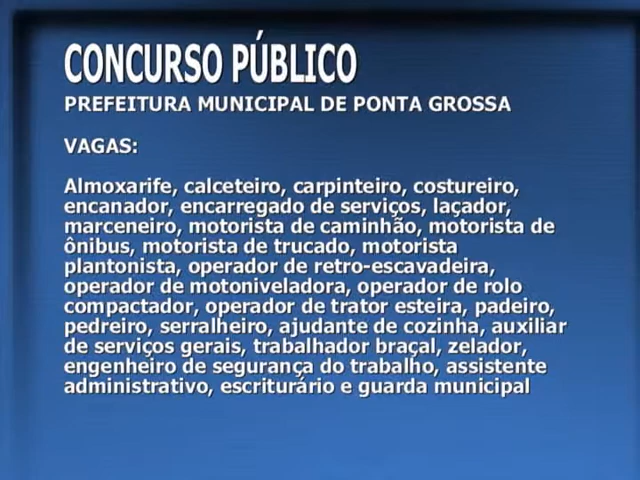 CONCURSO PÚBLICO
PREFEITURA MUNICIPAL DE PONTA GROSSA
VAGAS:
Almoxarife, calceteiro, carpinteiro, costureiro,
encanador, encarregado de serviços, laçador,
marceneiro, motorista de caminhão, motorista de
ônibus, motorista de trucado, motorista
plantonista, operador de retro-escavadeira,
operador de motoniveladora, operador de rolo
compactador, operador de trator esteira, padeiro,
pedreiro, serralheiro, ajudante de cozinha, auxiliar
de serviços gerais, trabalhador braçal, zelador,
engenheiro de segurança do trabalho, assistente
administrativo, escriturário e guarda municipal